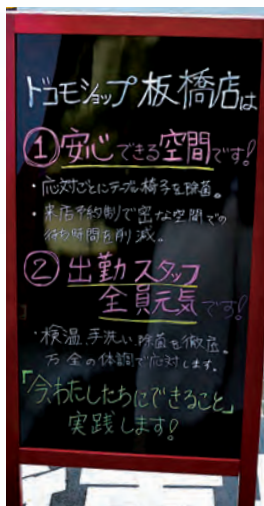 ドコモショップ板橋店は
①安心できる空間です!
・応対ごとにテーブル椅子を除菌。
・来店予約制で密な空間での
待ち時間を削減。
②出勤スタッフ
全員元気です!
・検温、手洗い、除菌を徹底。
万全の体調で応対します。
「今、わたしたちにできること」
実践します!